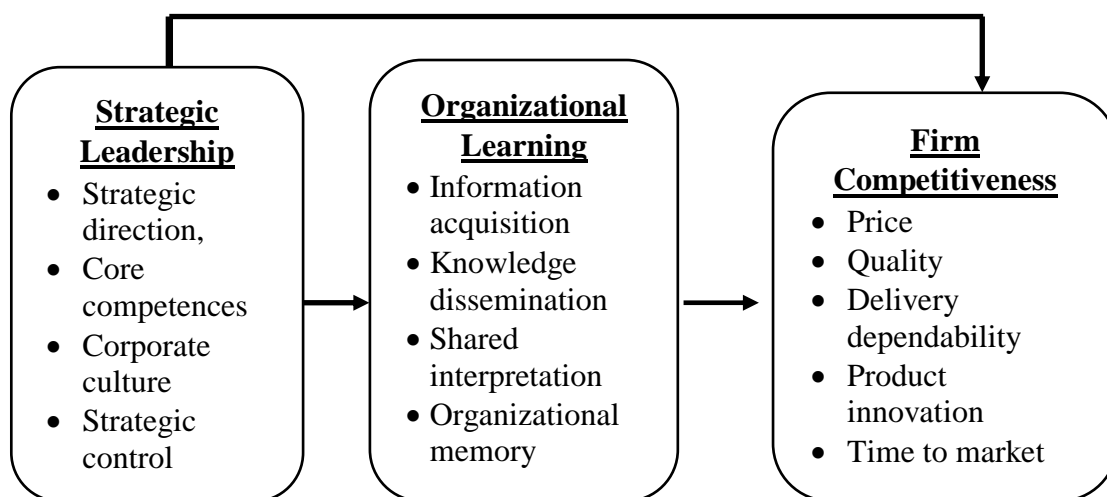 Strategic
Leadership
• Strategic
direction,
• Core
competences
• Corporate
culture
• Strategic
control
Organizational
Learning
• Information
acquisition
• Knowledge
dissemination
• Shared
interpretation
• Organizational
memory
Firm
Competitiveness
• Price
• Quality
• Delivery
dependability
• Product
innovation
• Time to market